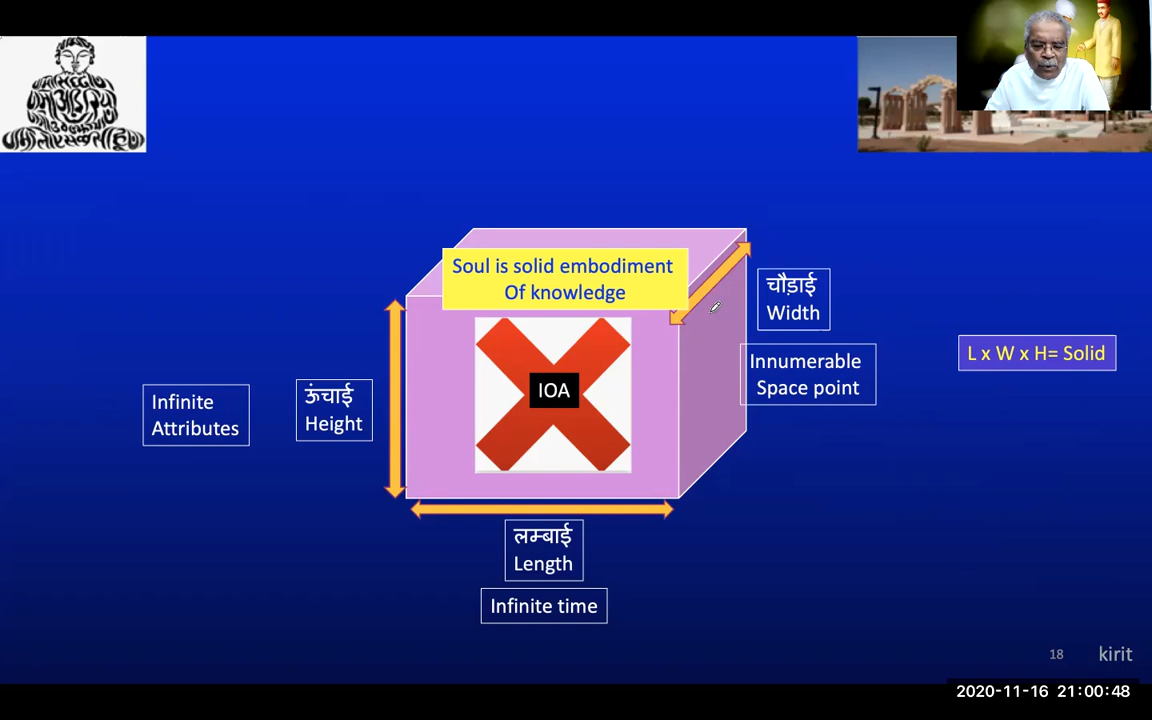 Soul is solid embodiment
Of knowledge
चौड़ाई
Width
L x W x H= Solid
Innumerable
Space point
IOA
Infinite
Attributes
ऊंचाई
Height
लम्बाई
Length
Infinite time
18
kirit
2020-11-16 21:00:48